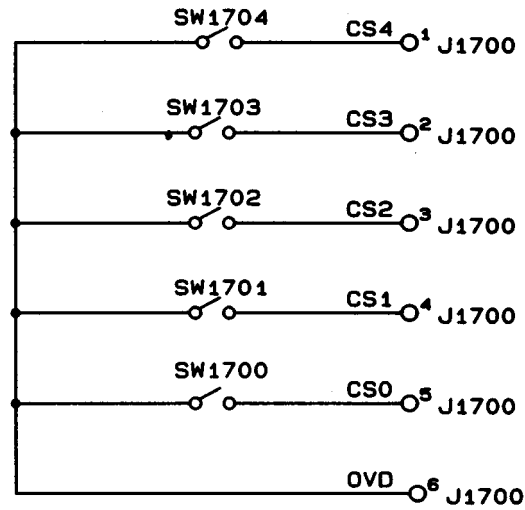 SW1704
CS4 1 J1700
SW1703
CS3 2 J1700
SW1702
CS2 3 J1700
SW1701
CS1 4 J1700
SW1700
CS0 5 J1700
OVD 6 J1700